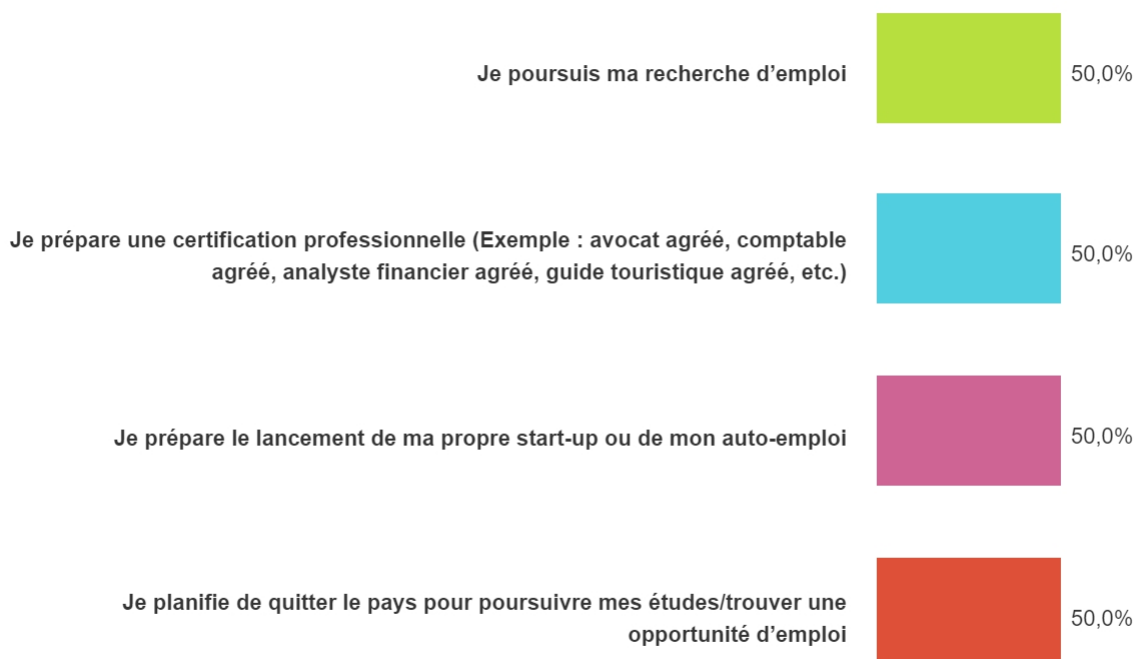 Je poursuis ma recherche d’emploi
50,0%
Je prépare une certification professionnelle (Exemple : avocat agréé, comptable
agréé, analyste financier agréé, guide touristique agréé, etc.)
50,0%
Je prépare le lancement de ma propre start-up ou de mon auto-emploi
50,0%
Je planifie de quitter le pays pour poursuivre mes études/trouver une
opportunité d’emploi
50,0%